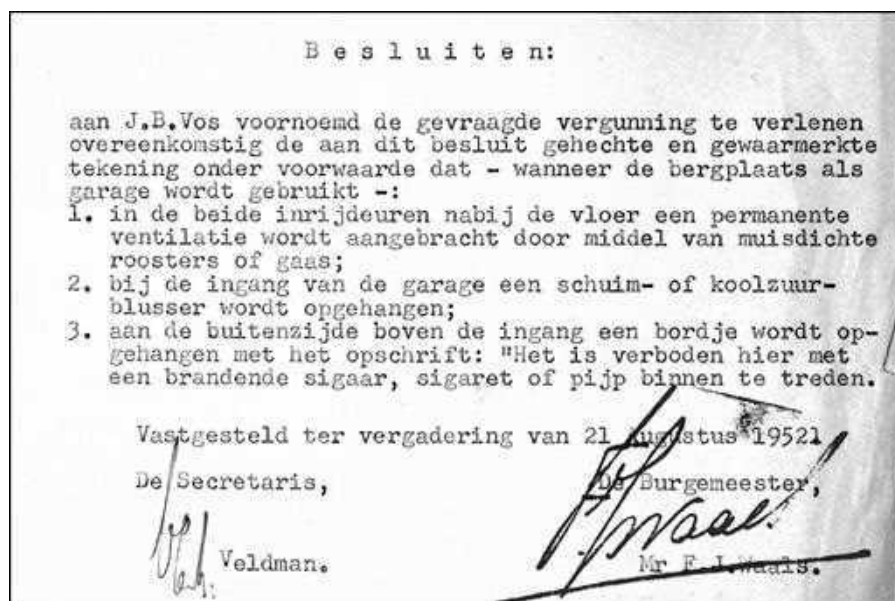 Besluiten:
aan J.B.Vos voornoemd de gevraagde vergunning te verlenen
overeenkomstig de aan dit besluit gehechte en gewaarmerkte
tekening onder voorwaarde dat - wanneer de bergplaats als
garage wordt gebruikt -:
1. in de beide inrijdeuren nabij de vloer een permanente
ventilatie wordt aangebracht door middel van muisdichte
roosters of gaas;
2. bij de ingang van de garage een schuim- of koolzuur-
blusser wordt opgehangen;
3. aan de buitenzijde boven de ingang een bordje wordt op-
gehangen met het opschrift: "Het is verboden hier met
een brandende sigaar, sigaret of pijp binnen te treden.
Vastgesteld ter vergadering van 21 Augustus 19521
De Secretaris, De Burgemeester,
Veldman. Mr F.J.Waals.